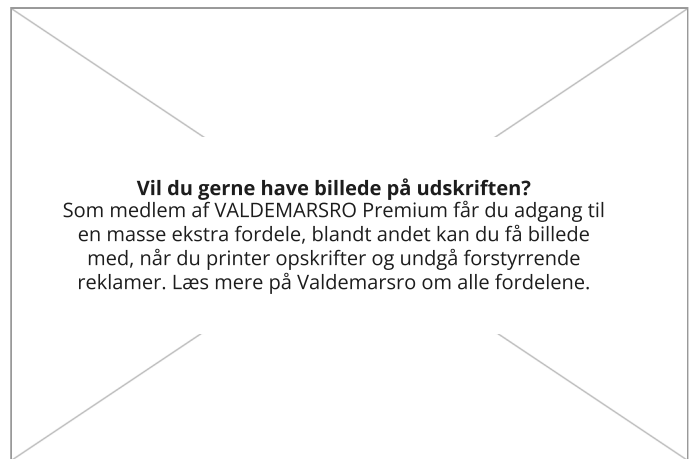 Vil du gerne have billede på udskriften?
Som medlem af VALDEMARSRO Premium får du adgang til
en masse ekstra fordele, blandt andet kan du få billede
med, når du printer opskrifter og undgå forstyrrende
reklamer. Læs mere på Valdemarsro om alle fordelene.